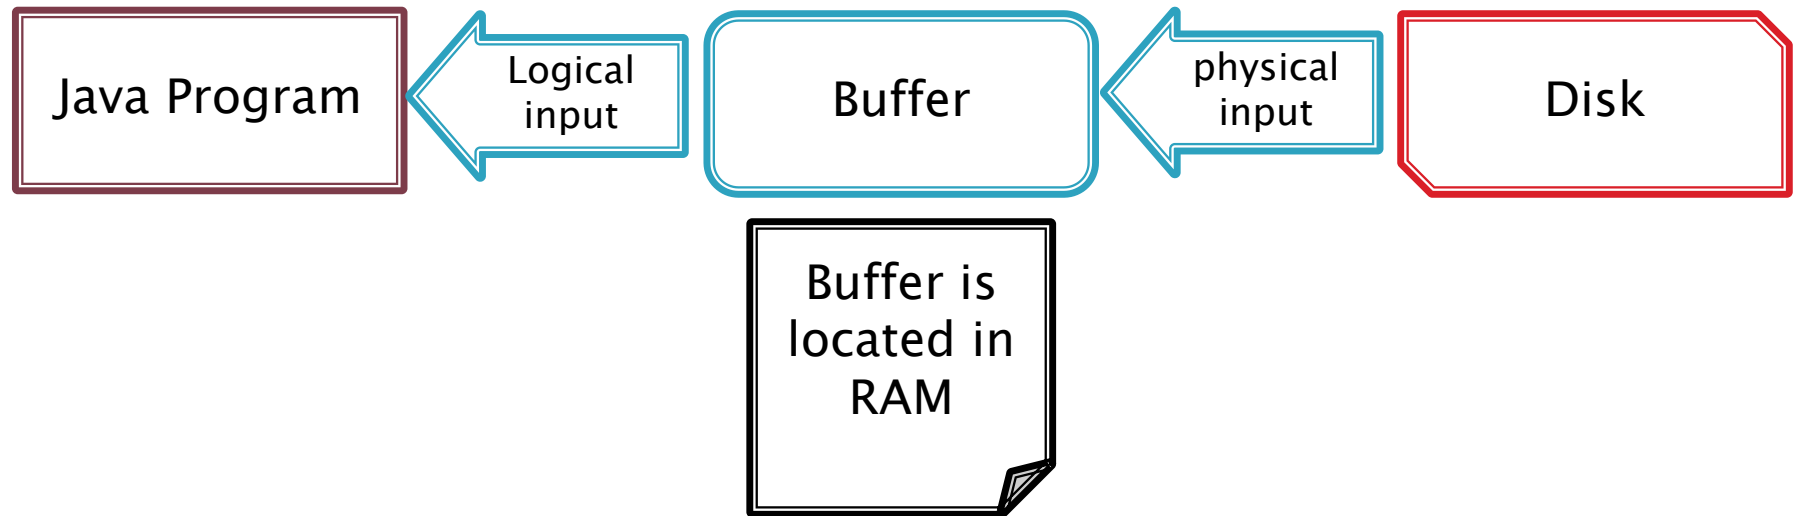 Java Program
Logical
input
Buffer
physical
input
Disk
Buffer is
located in
RAM